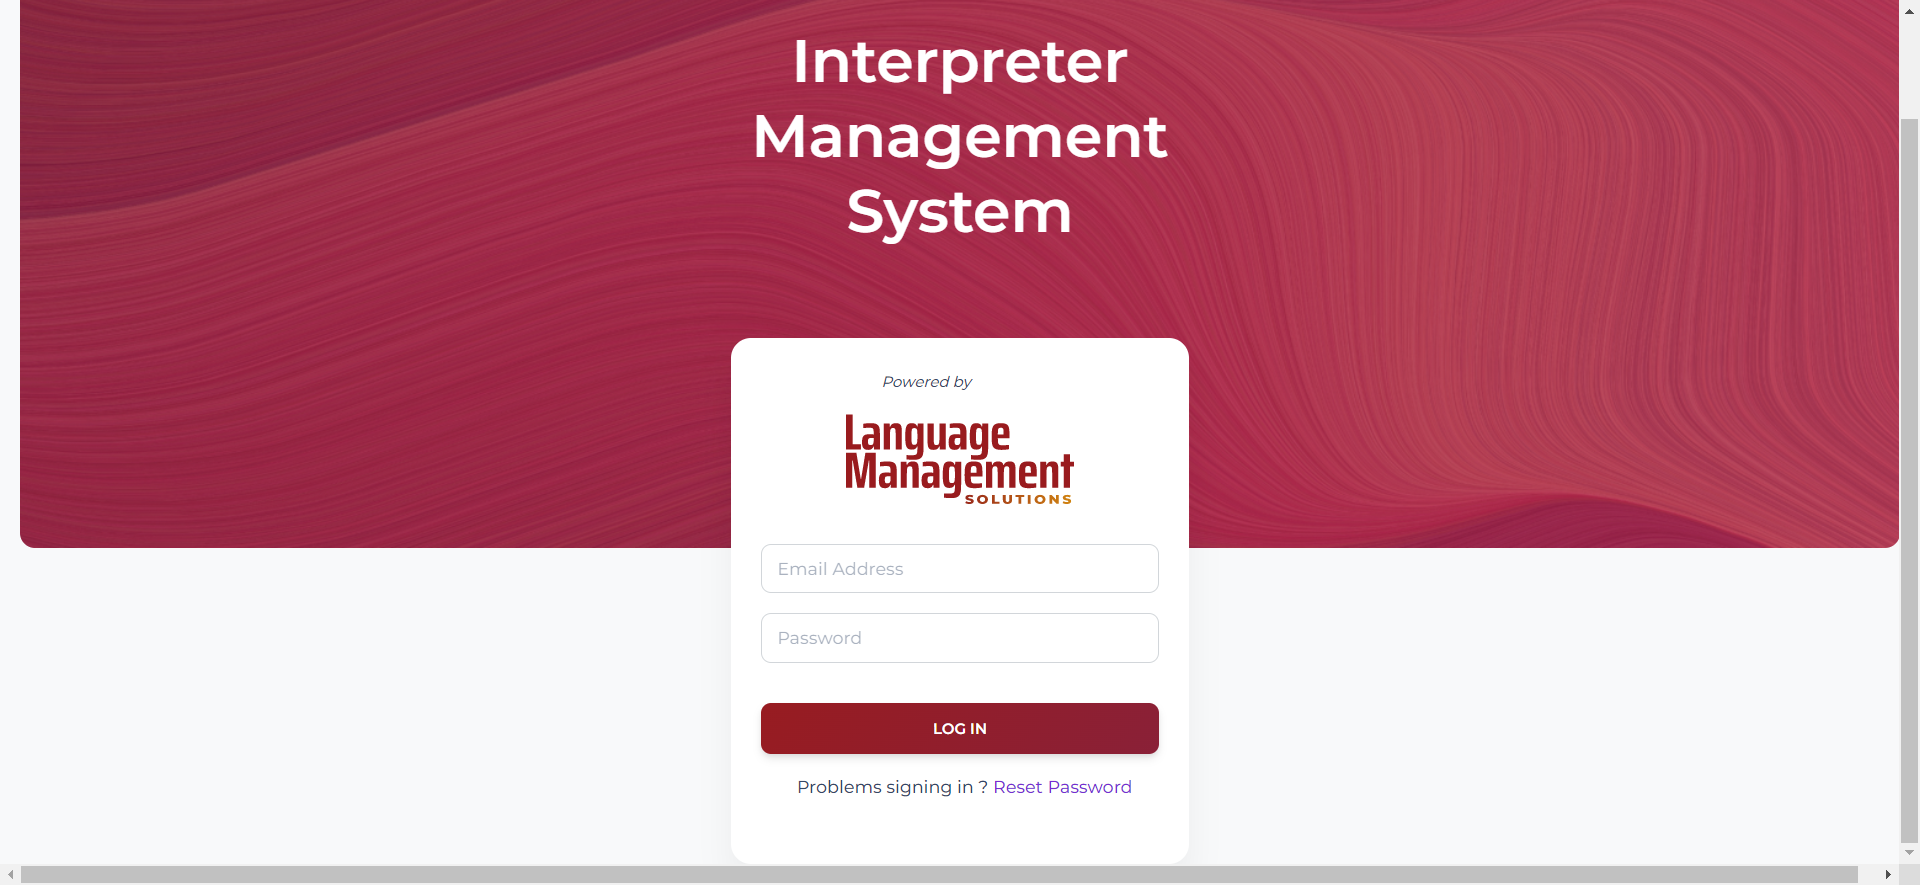 Interpreter
Management
System
Powered by
Language
Management
SOLUTIONS
Email Address
Password
LOG IN
Problems signing in ? Reset Password